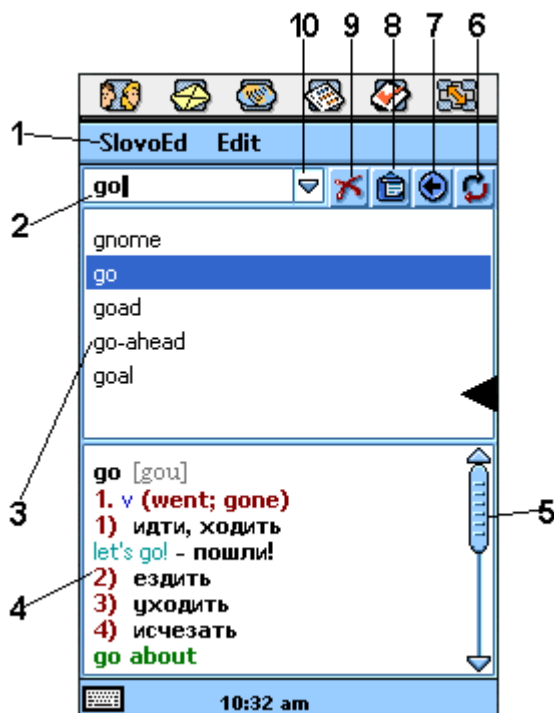 10 9 8 7 6
1
SlovoEd Edit
2
go
gnome
go
goad
go-ahead
goal
3
go [gou]
1. v (went; gone)
1) идти, ходить
let's go! - пошли!
5
4
2) ездить
3) уходить
4) исчезать
go about
10:32 am